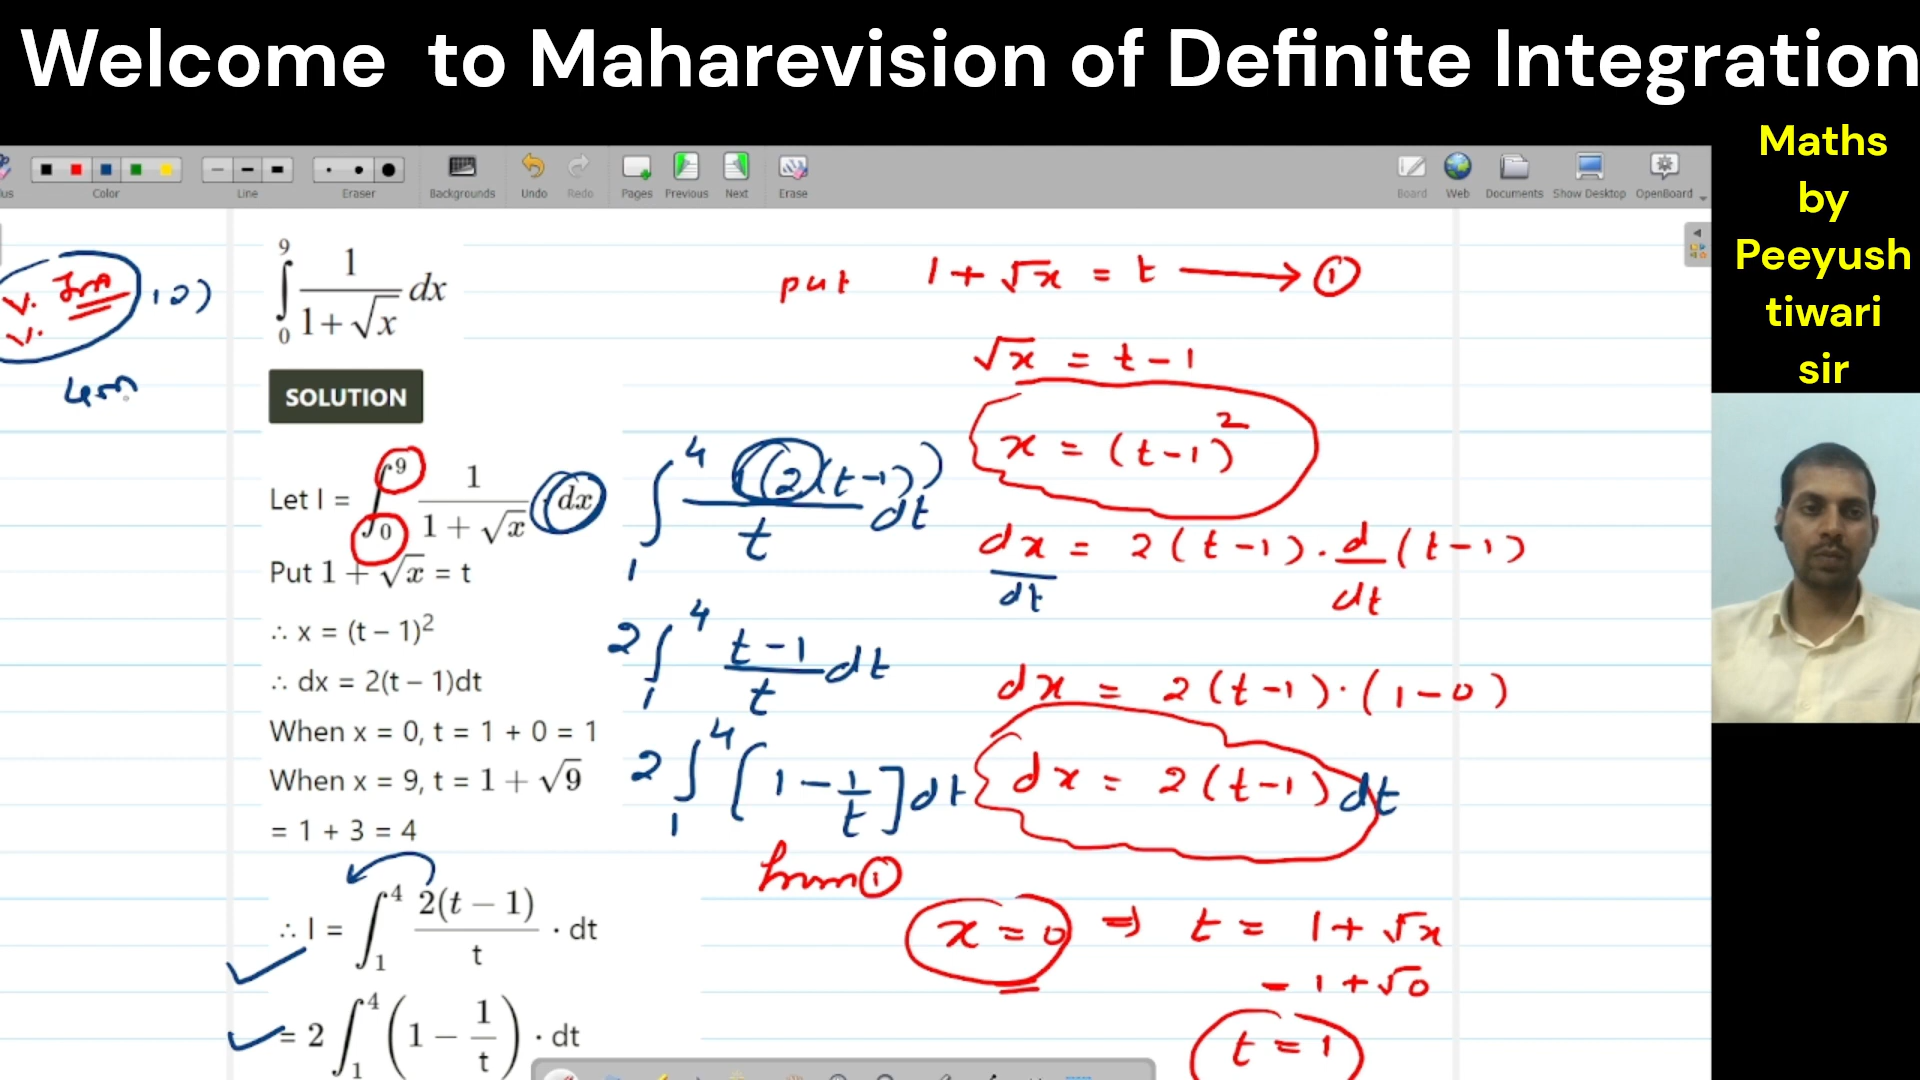 Welcome to Maharevision of Definite Integration
Maths
by
Peeyush
tiwari
sir
Color
Line
Eraser
Backgrounds
Undo
Redo
Pages
Previous
Next
Erase
Board
Web
Documents
Show Desktop
OpenBoard
V. Imp
V.
4m
∫₀⁹ 1/(1+√x) dx
SOLUTION
Let I = ∫₀⁹ 1/(1 + √x) · dx
Put 1 + √x = t
∴ x = (t – 1)²
∴ dx = 2(t – 1)dt
When x = 0, t = 1 + 0 = 1
When x = 9, t = 1 + √9
= 1 + 3 = 4
∴ I = ∫₁⁴ 2(t – 1)/t · dt
= 2 ∫₁⁴ (1 – 1/t) · dt
∫₁⁴ (2(t-1))/t dt
2 ∫₁⁴ (t-1)/t dt
2 ∫₁⁴ [1 - 1/t] dt
put 1 + √x = t → ①
√x = t - 1
x = (t-1)²
dx/dt = 2(t-1) · d/dt (t-1)
dx = 2(t-1) · (1-0)
dx = 2(t-1) dt
from ①
x = 0 ⇒ t = 1 + √x
= 1 + √0
t = 1